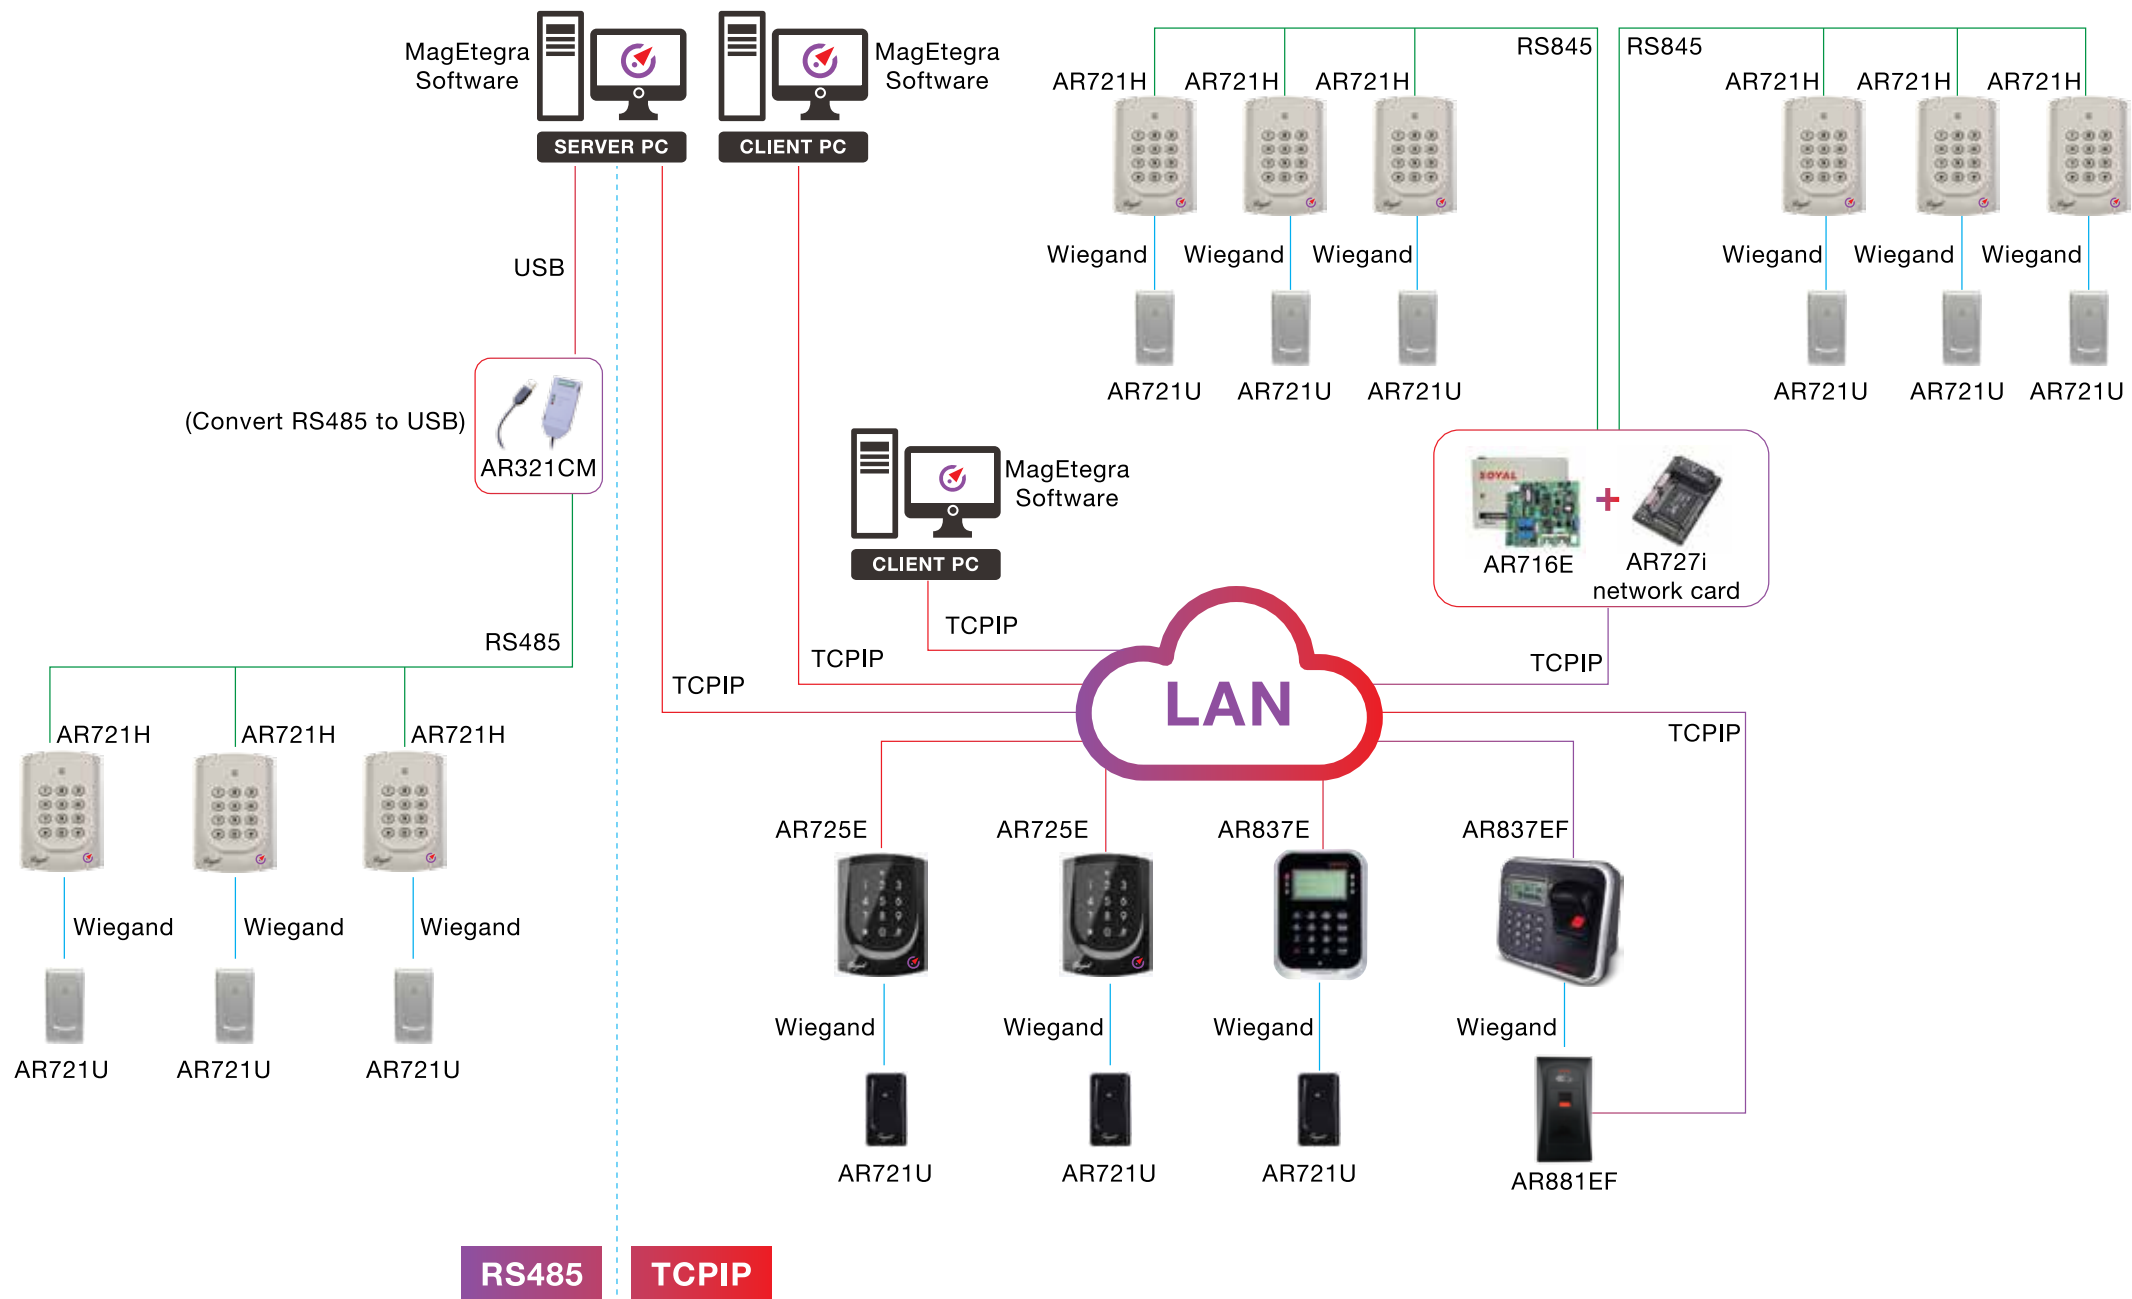 MagEtegra
Software
SERVER PC
CLIENT PC
MagEtegra
Software
RS845
RS845
AR721H
AR721H
AR721H
AR721H
AR721H
AR721H
Wiegand
Wiegand
Wiegand
Wiegand
Wiegand
Wiegand
AR721U
AR721U
AR721U
AR721U
AR721U
AR721U
USB
(Convert RS485 to USB)
AR321CM
MagEtegra
Software
CLIENT PC
SOYAL
+
AR716E
AR727i
network card
RS485
TCPIP
TCPIP
TCPIP
TCPIP
TCPIP
LAN
AR721H
AR721H
AR721H
Wiegand
Wiegand
Wiegand
AR721U
AR721U
AR721U
AR725E
AR725E
AR837E
AR837EF
Wiegand
Wiegand
Wiegand
Wiegand
AR721U
AR721U
AR721U
AR881EF
RS485
TCPIP